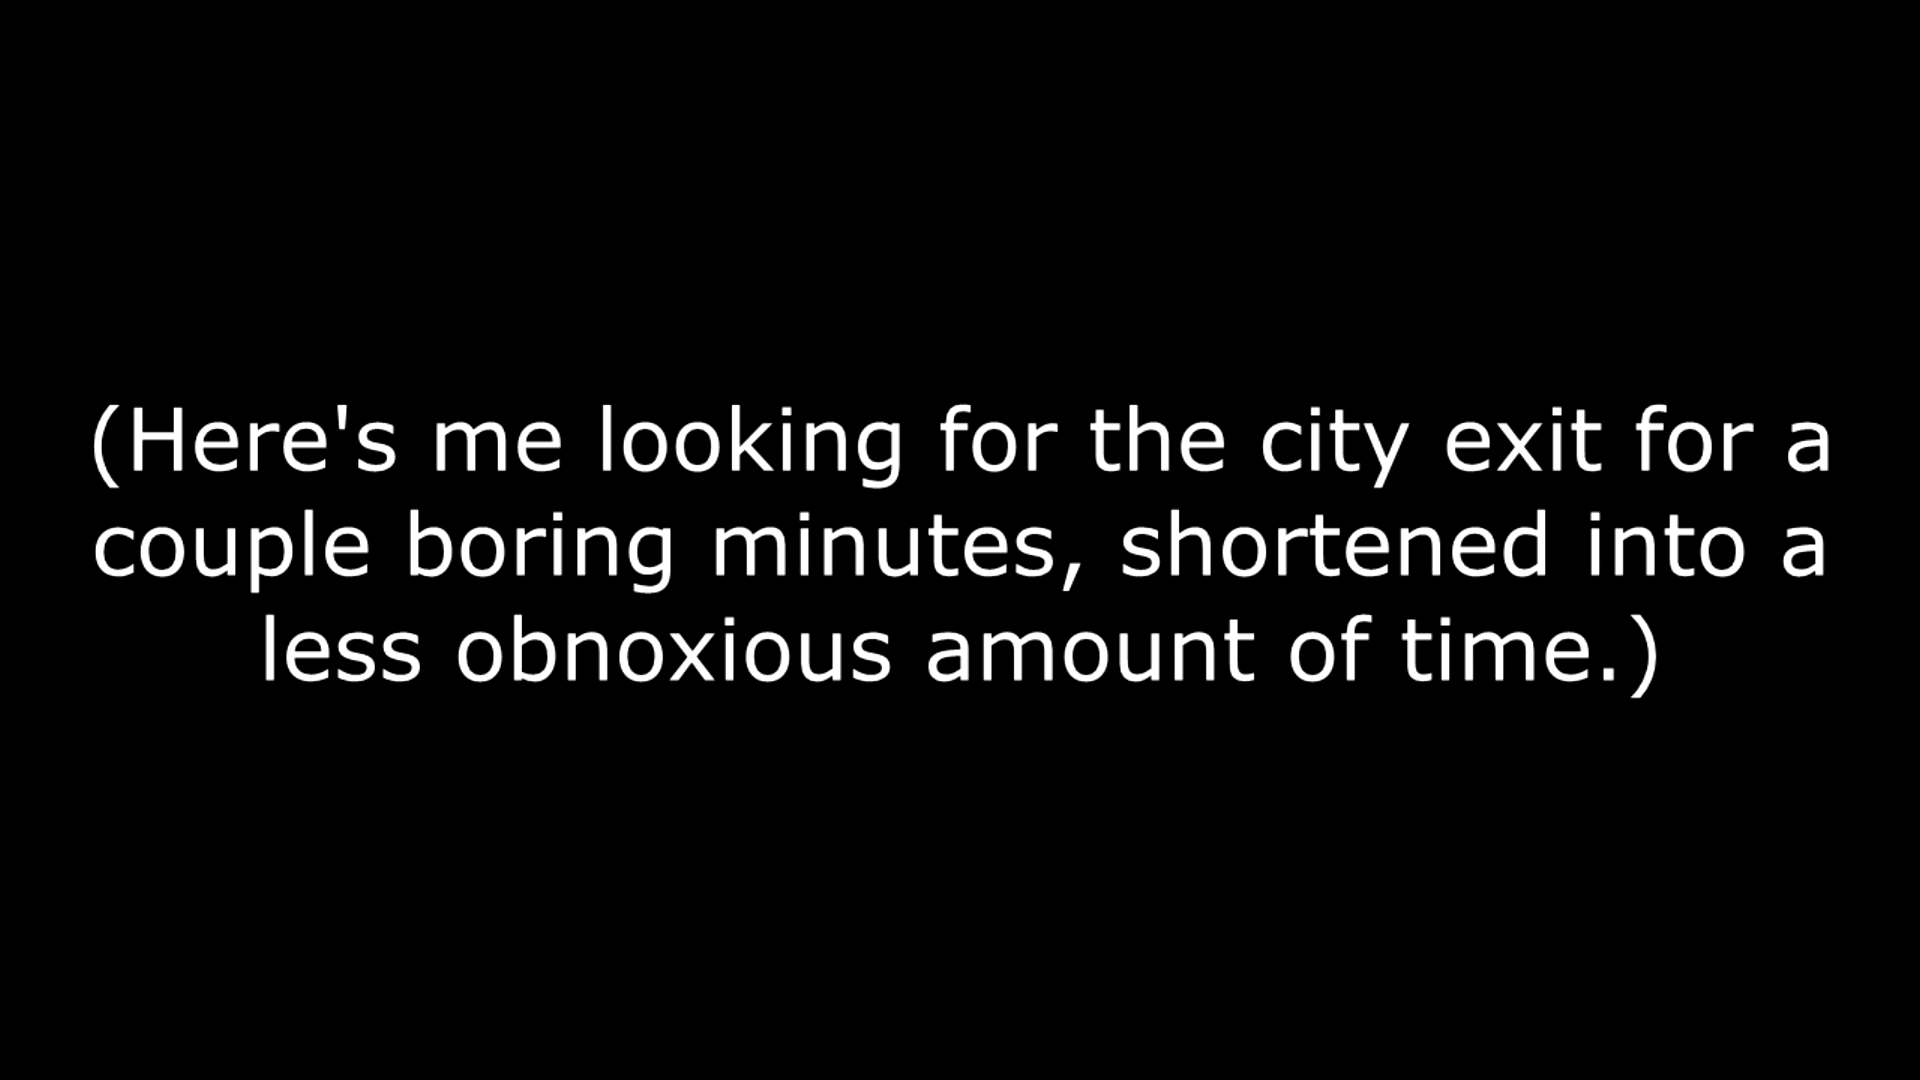 (Here's me looking for the city exit for a
couple boring minutes, shortened into a
less obnoxious amount of time.)